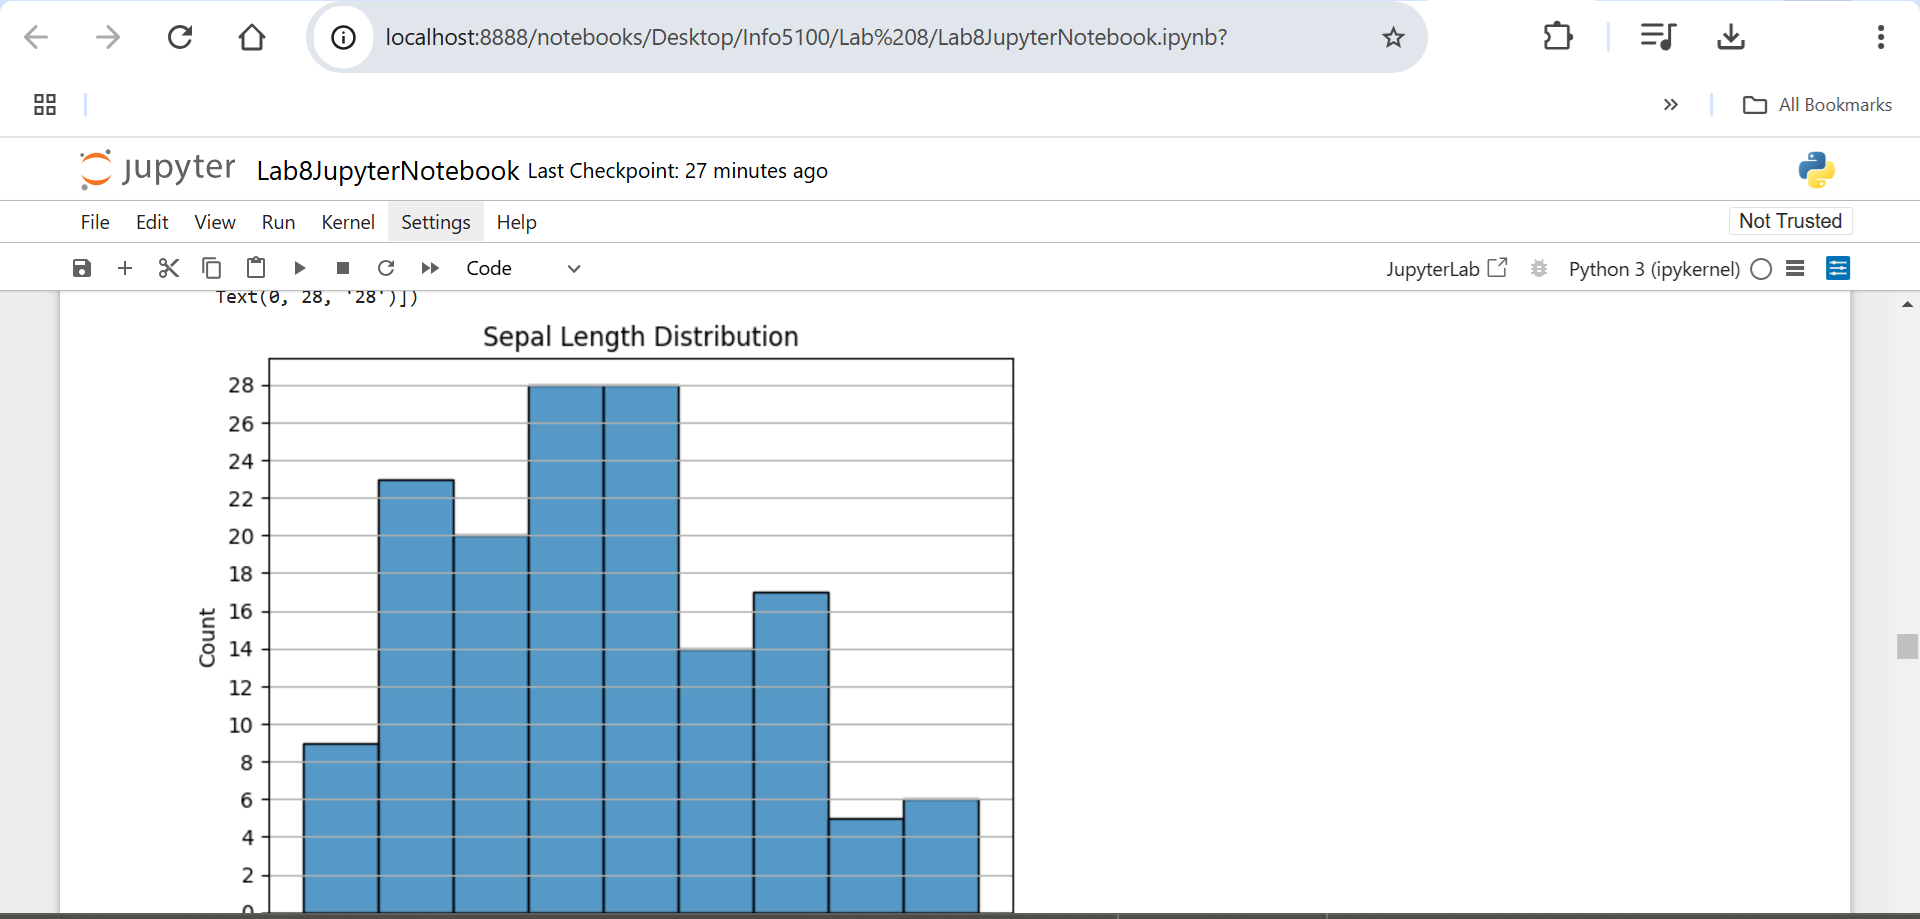 localhost:8888/notebooks/Desktop/Info5100/Lab%208/Lab8JupyterNotebook.ipynb?
All Bookmarks
jupyter Lab8JupyterNotebook Last Checkpoint: 27 minutes ago
File Edit View Run Kernel Settings Help
Not Trusted
Code
JupyterLab
Python 3 (ipykernel)
Text(0, 28, '28')])
Sepal Length Distribution
28
26
24
22
20
18
16
14
12
10
8
6
4
2
0
Count